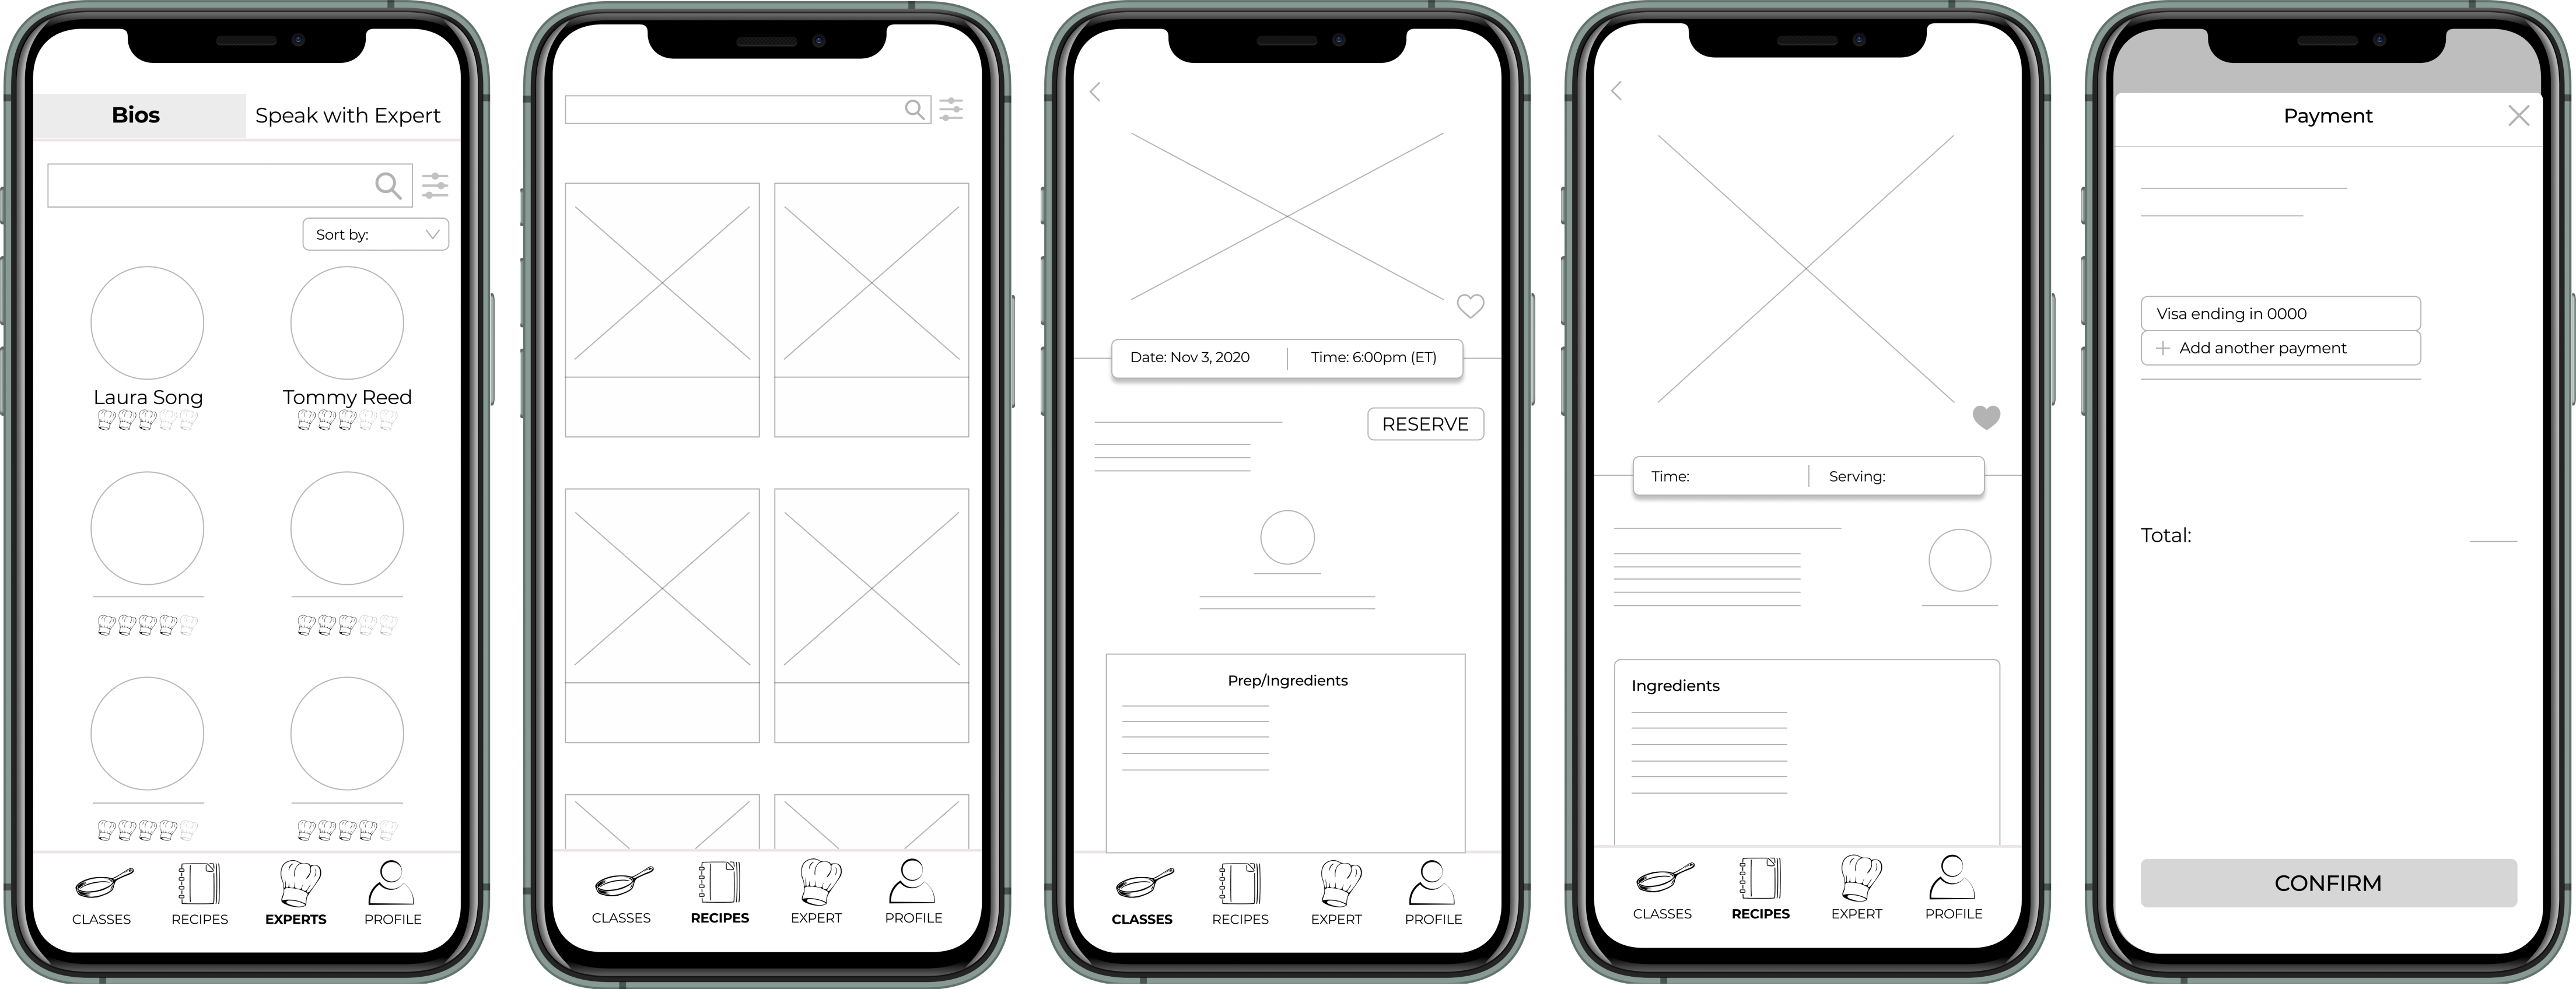 Bios
Speak with Expert
Sort by:
Laura Song
Tommy Reed
CLASSES
RECIPES
EXPERTS
PROFILE
CLASSES
RECIPES
EXPERT
PROFILE
Date: Nov 3, 2020
Time: 6:00pm (ET)
RESERVE
Prep/Ingredients
CLASSES
RECIPES
EXPERT
PROFILE
Time:
Serving:
Ingredients
CLASSES
RECIPES
EXPERT
PROFILE
Payment
Visa ending in 0000
+ Add another payment
Total:
CONFIRM